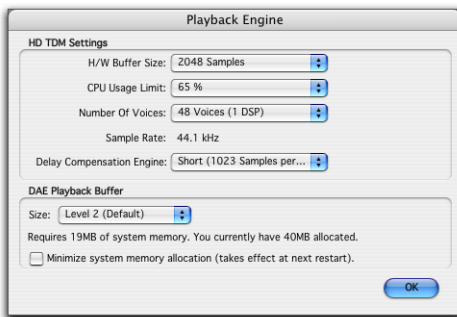 Playback Engine
HD TDM Settings
H/W Buffer Size: 2048 Samples
CPU Usage Limit: 65 %
Number Of Voices: 48 Voices (1 DSP)
Sample Rate: 44.1 kHz
Delay Compensation Engine: Short (1023 Samples per...
DAE Playback Buffer
Size: Level 2 (Default)
Requires 19MB of system memory. You currently have 40MB allocated.
Minimize system memory allocation (takes effect at next restart).
OK